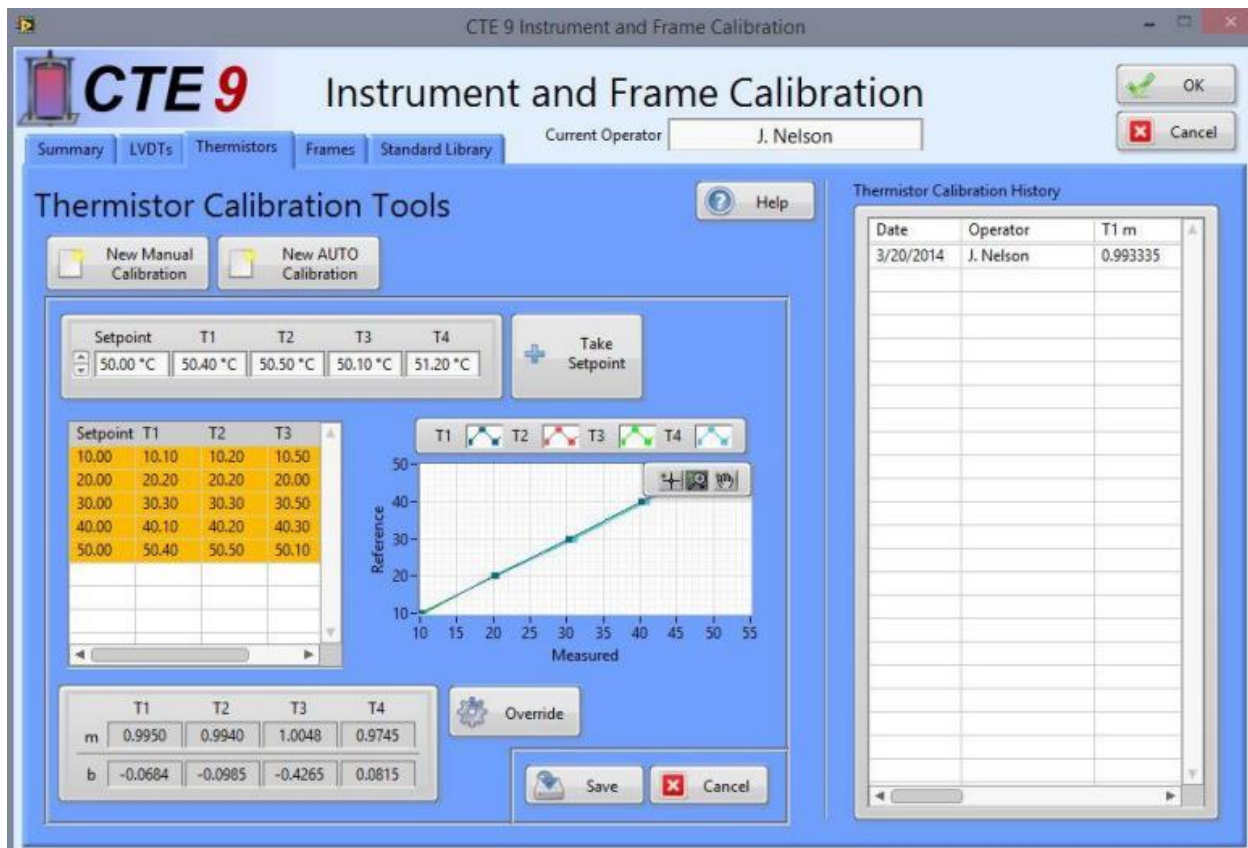 CTE 9 Instrument and Frame Calibration
CTE 9
Instrument and Frame Calibration
OK
Cancel
Current Operator J. Nelson
Summary LVDTs Thermistors Frames Standard Library
Thermistor Calibration Tools
Help
New Manual Calibration
New AUTO Calibration
Setpoint T1 T2 T3 T4
50.00 °C 50.40 °C 50.50 °C 50.10 °C 51.20 °C
Take Setpoint
Setpoint T1 T2 T3
10.00 10.10 10.20 10.50
20.00 20.20 20.20 20.00
30.00 30.30 30.30 30.50
40.00 40.10 40.20 40.30
50.00 50.40 50.50 50.10
T1 T2 T3 T4
50
40
30
20
10
Reference
10 15 20 25 30 35 40 45 50 55
Measured
T1 T2 T3 T4
m 0.9950 0.9940 1.0048 0.9745
b -0.0684 -0.0985 -0.4265 0.0815
Override
Save
Cancel
Thermistor Calibration History
Date Operator T1 m
3/20/2014 J. Nelson 0.993335